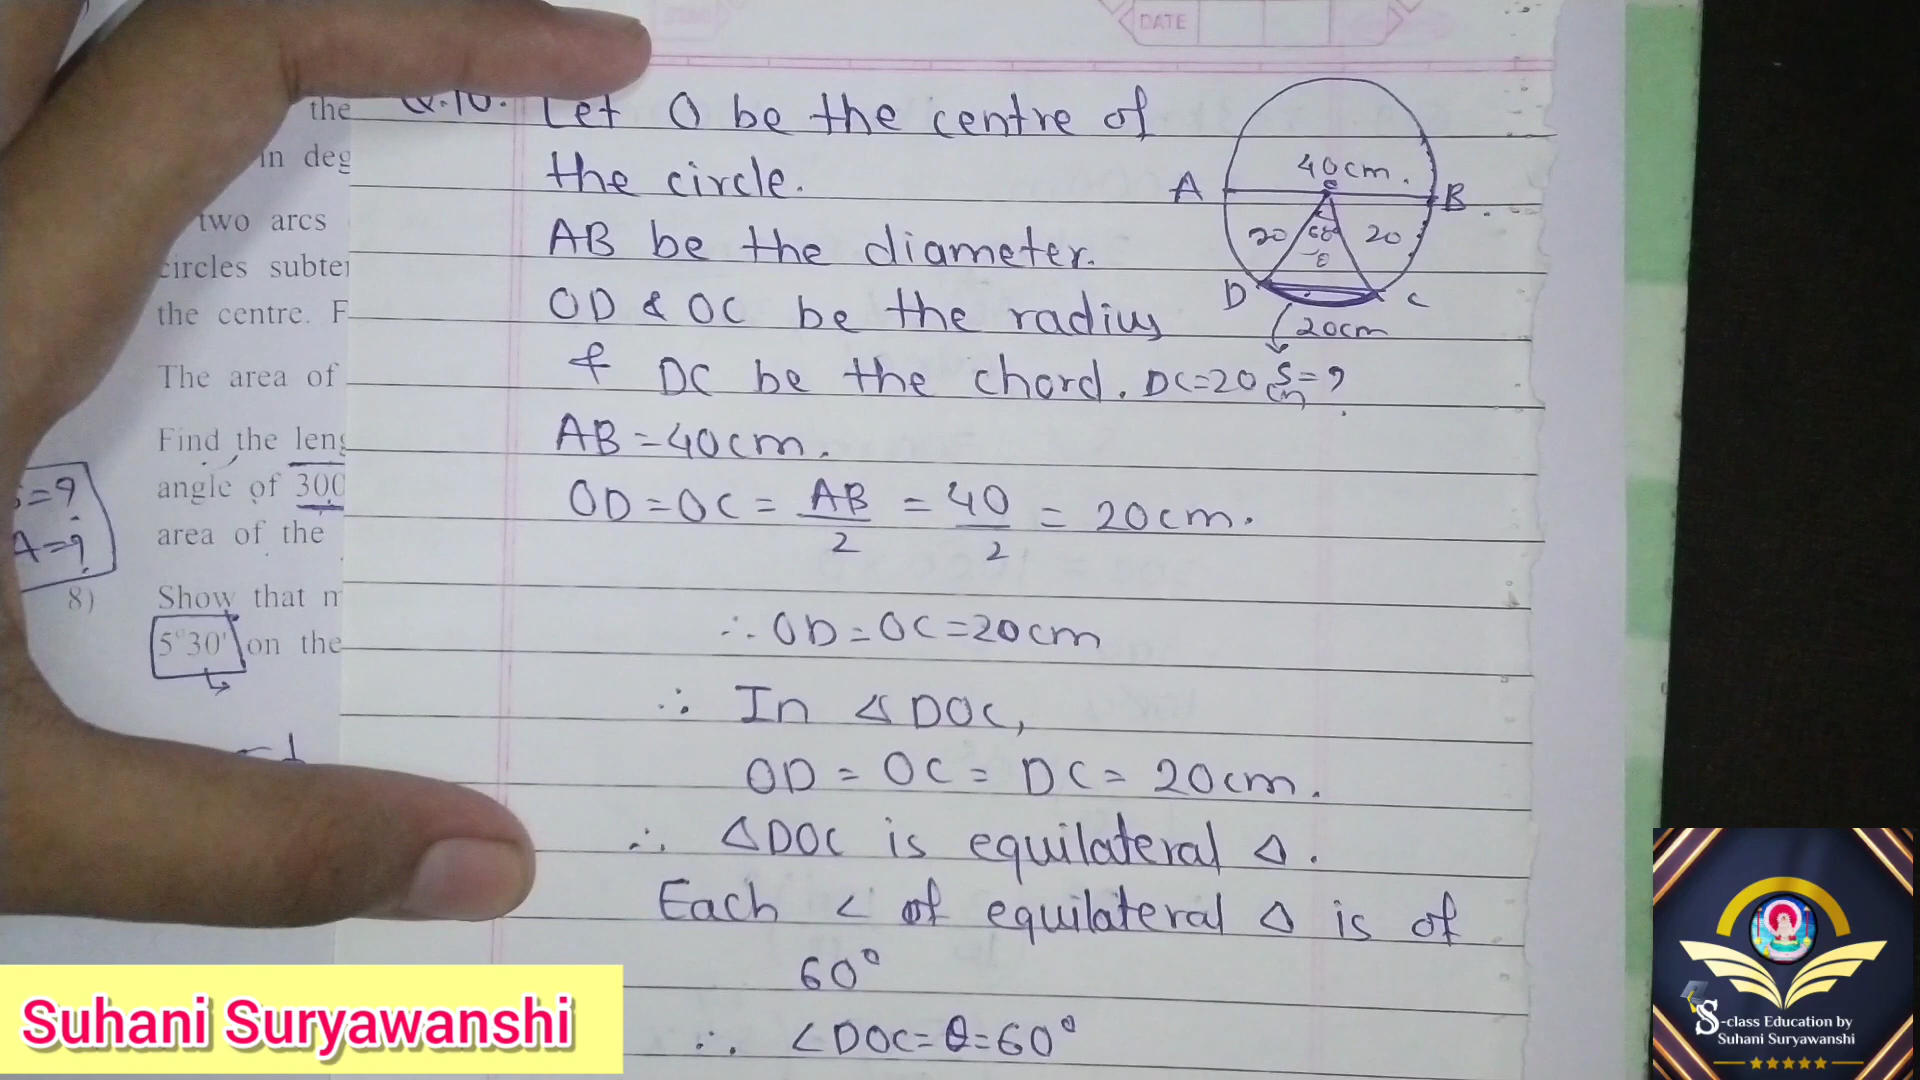 DATE
the
in deg
two arcs
circles subte
the centre. F
The area of
Find the leng
angle of 300
area of the
8) Show that m
5°30' on the
S=?
A=?
Q.10. Let O be the centre of
the circle.
AB be the diameter.
OD & OC be the radius
& DC be the chord. DC=20cm
AB=40cm.
OD=OC=AB/2=40/2=20cm.
∴ OD=OC=20cm
∴ In △DOC,
OD=OC=DC=20cm.
∴ △DOC is equilateral △.
Each ∠ of equilateral △ is of
60°
∴ ∠DOC=θ=60°
40cm.
A
B
20
60°
20
=θ
D
C
20cm
S=?
Suhani Suryawanshi
S-class Education by
Suhani Suryawanshi